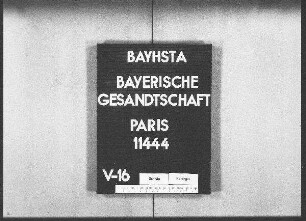 BAYHSTA
BAYERISCHE
GESANDTSCHAFT
PARIS
11444
V-16